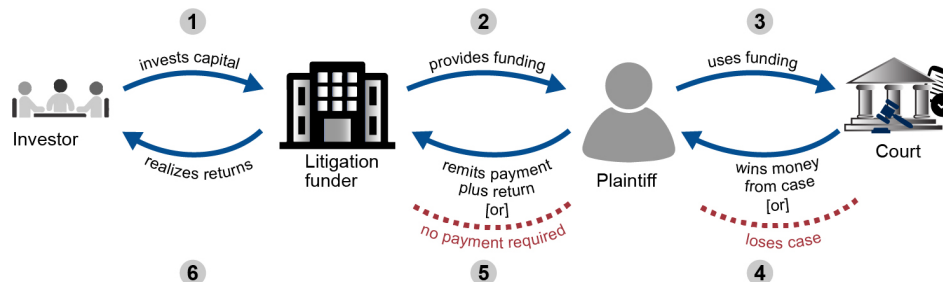 1
2
3
invests capital
provides funding
uses funding
Investor
Litigation
funder
Plaintiff
Court
realizes returns
remits payment
plus return
[or]
no payment required
wins money
from case
[or]
loses case
6
5
4